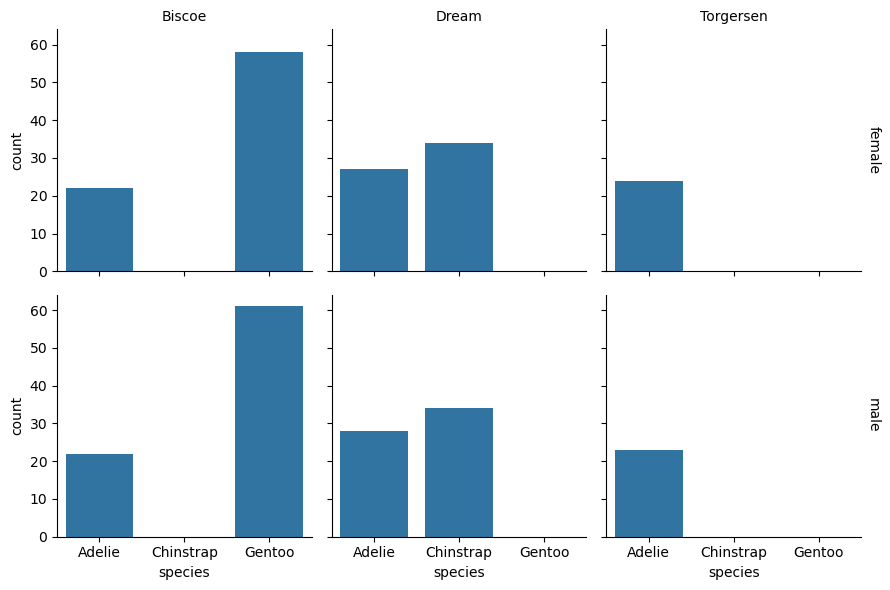 Biscoe
Dream
Torgersen
60
50
40
30
20
10
0
count
female
60
50
40
30
20
10
0
count
male
Adelie Chinstrap Gentoo
species
Adelie Chinstrap Gentoo
species
Adelie Chinstrap Gentoo
species